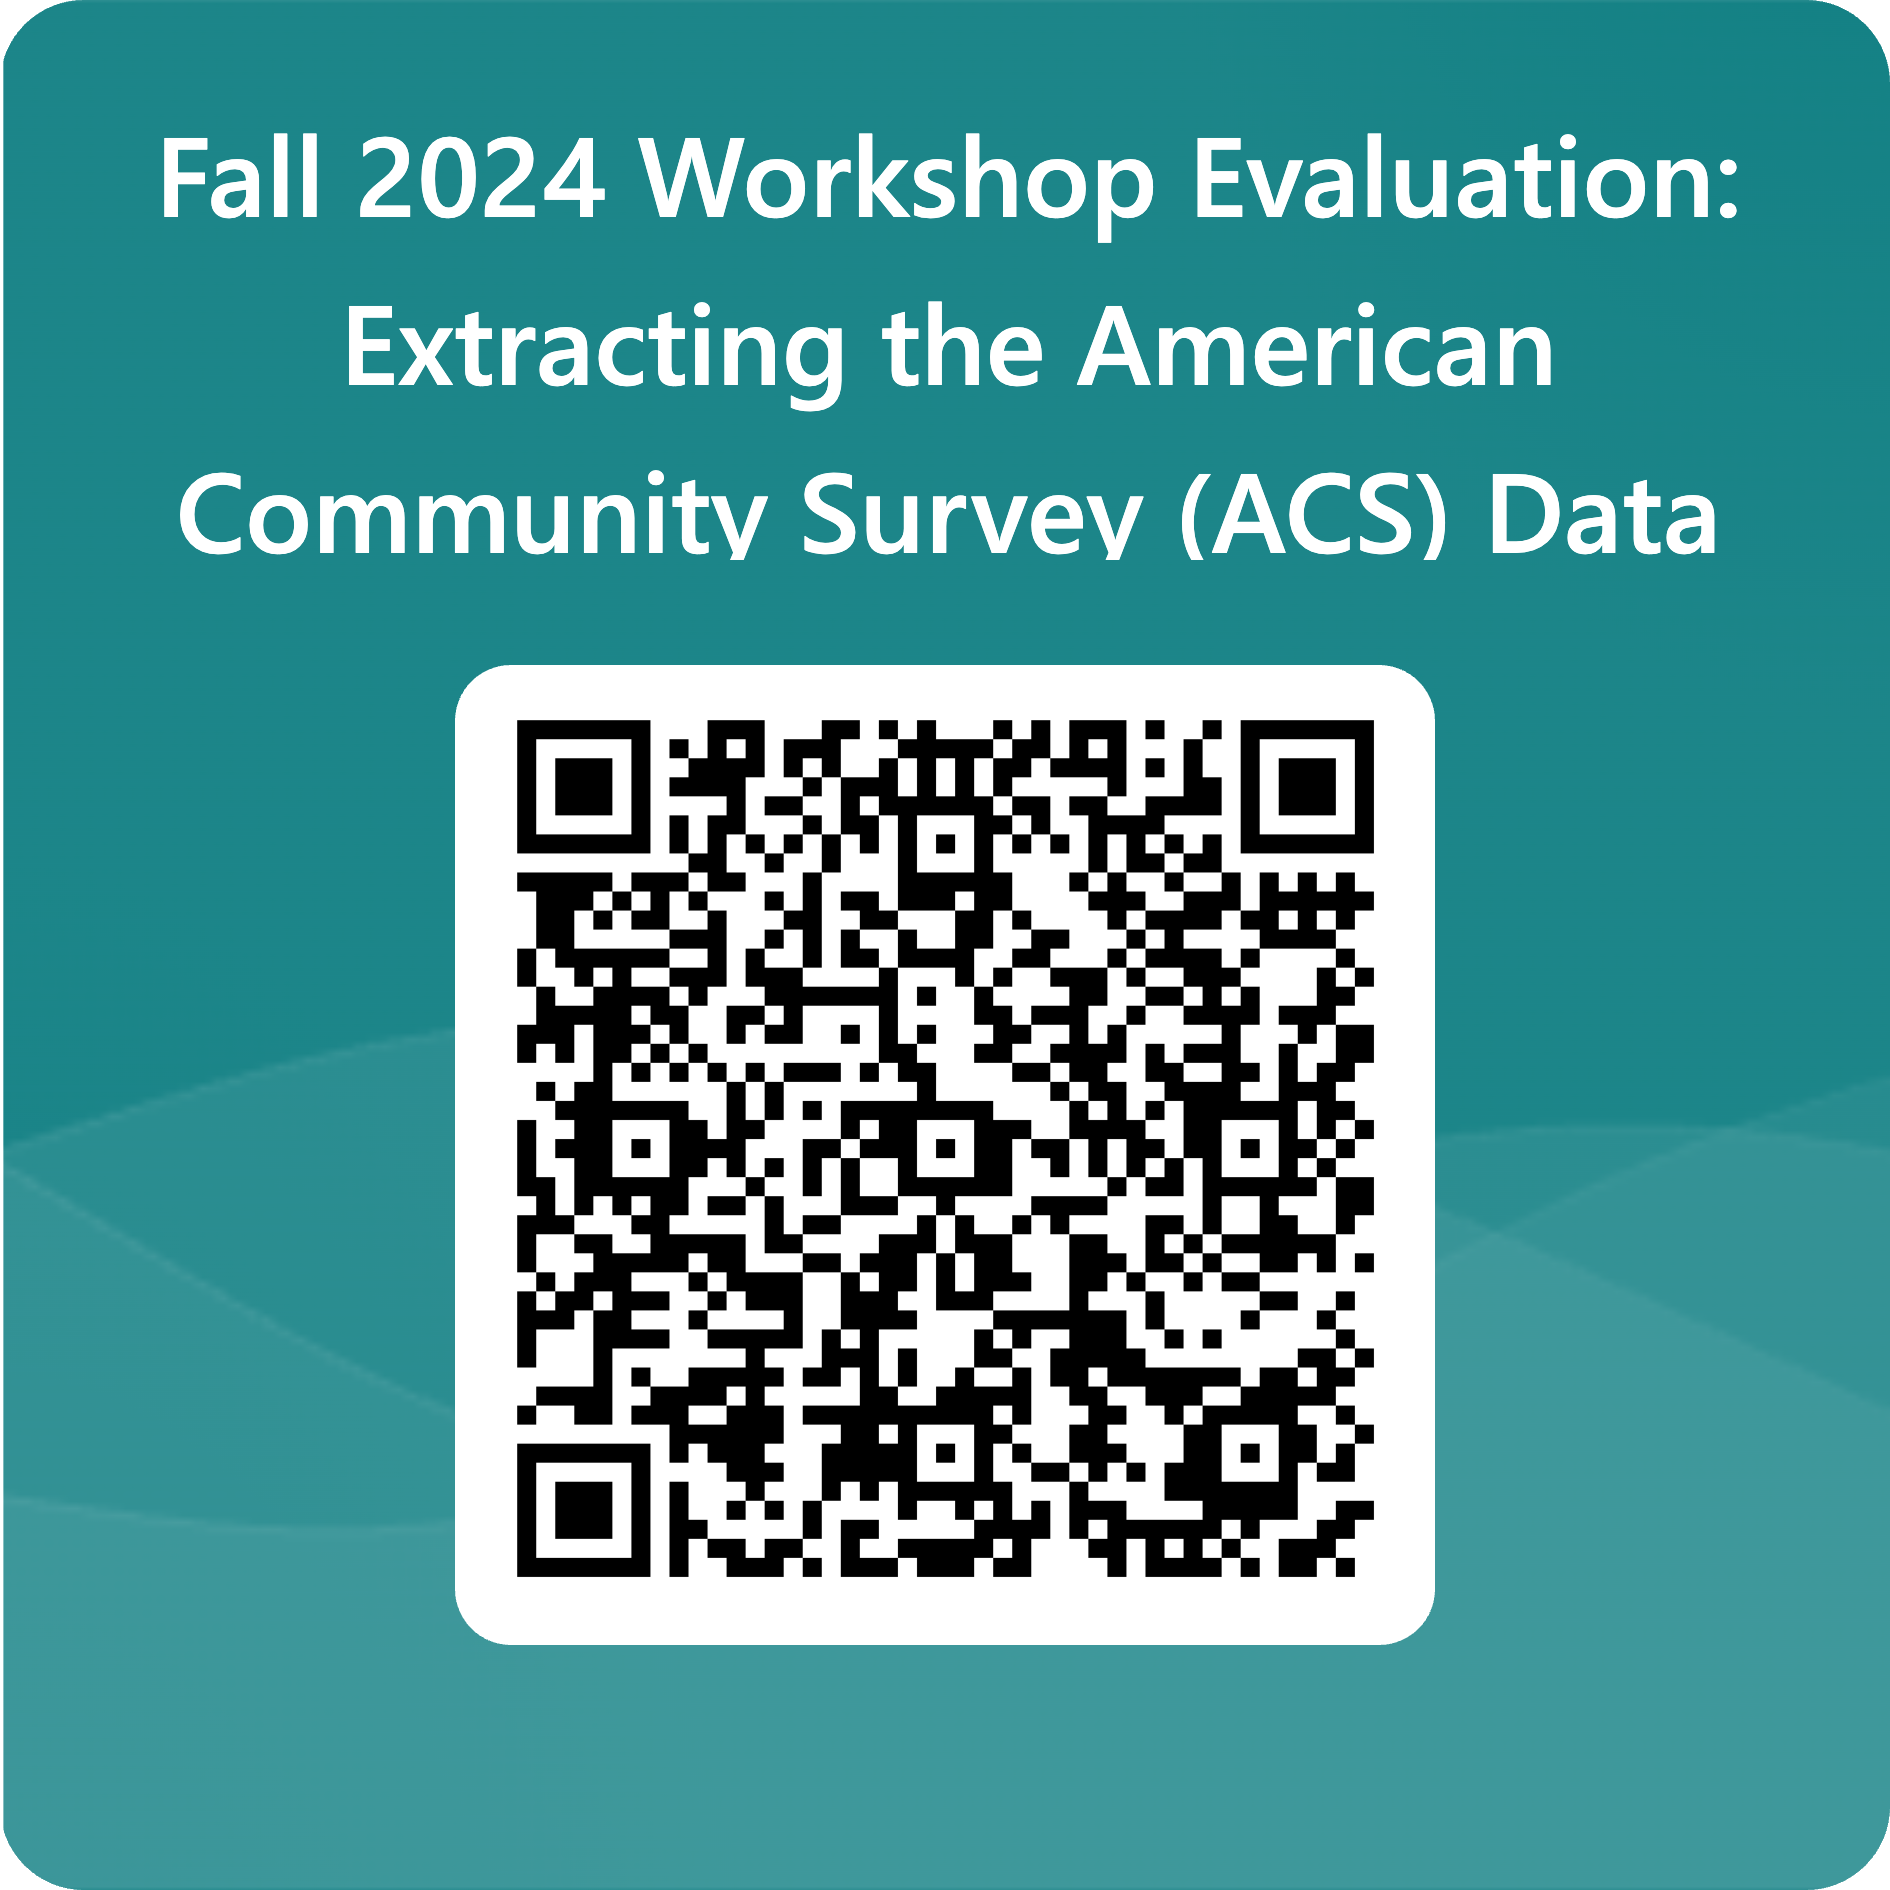 Fall 2024 Workshop Evaluation:
Extracting the American
Community Survey (ACS) Data